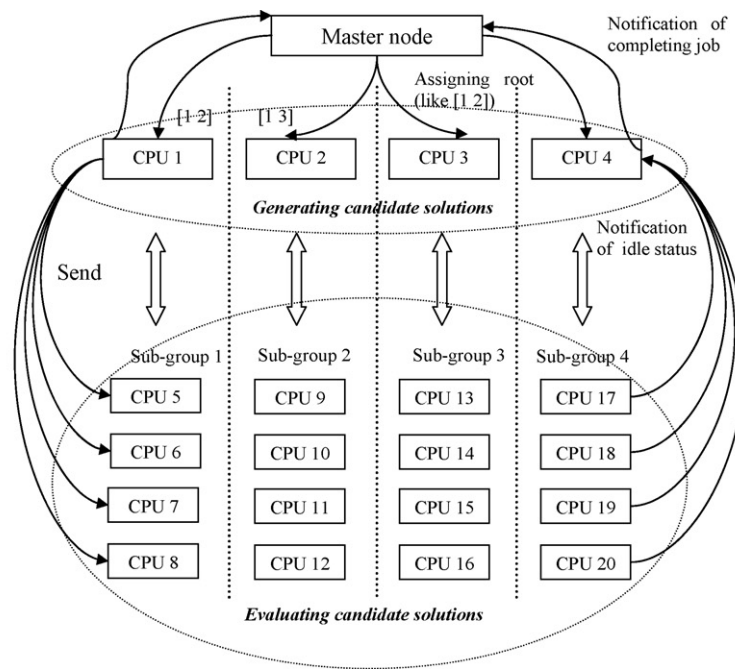 Master node
Notification of
completing job
Assigning root
(like [1 2])
[1 2]
[1 3]
CPU 1
CPU 2
CPU 3
CPU 4
Generating candidate solutions
Notification
of idle status
Send
Sub-group 1
Sub-group 2
Sub-group 3
Sub-group 4
CPU 5
CPU 9
CPU 13
CPU 17
CPU 6
CPU 10
CPU 14
CPU 18
CPU 7
CPU 11
CPU 15
CPU 19
CPU 8
CPU 12
CPU 16
CPU 20
Evaluating candidate solutions